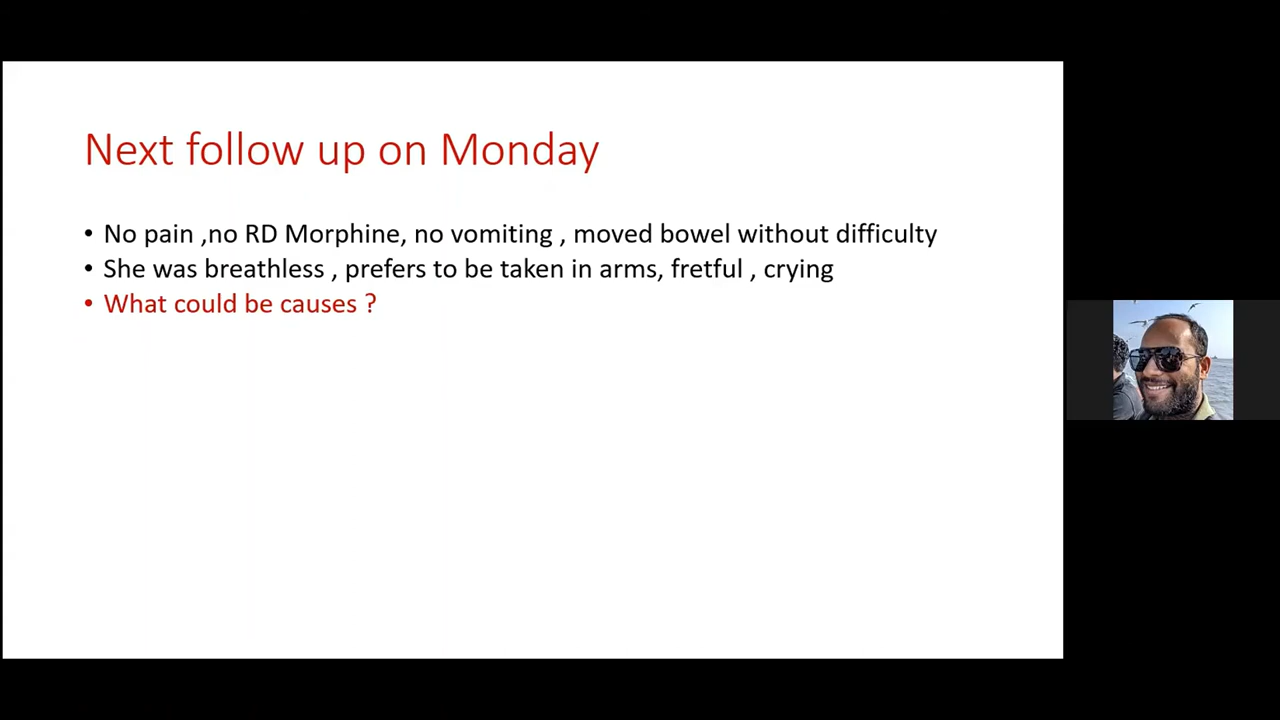 Next follow up on Monday
• No pain ,no RD Morphine, no vomiting , moved bowel without difficulty
• She was breathless , prefers to be taken in arms, fretful , crying
• What could be causes ?